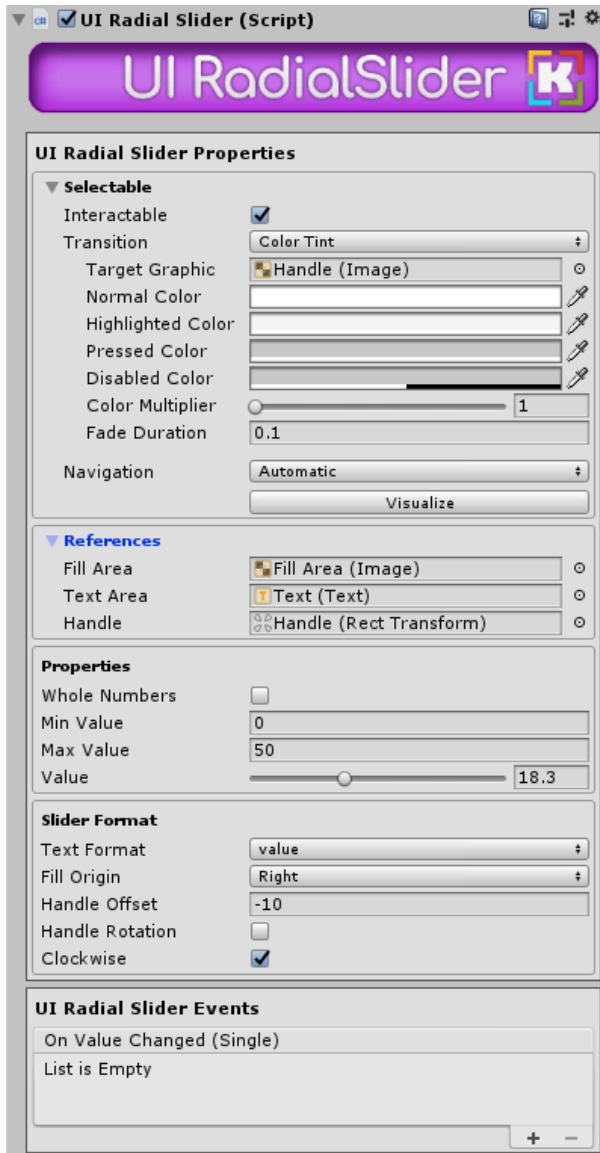 UI Radial Slider (Script)
UI RadialSlider K
UI Radial Slider Properties
Selectable
Interactable
Transition Color Tint
Target Graphic Handle (Image)
Normal Color
Highlighted Color
Pressed Color
Disabled Color
Color Multiplier 1
Fade Duration 0.1
Navigation Automatic
Visualize
References
Fill Area Fill Area (Image)
Text Area Text (Text)
Handle Handle (Rect Transform)
Properties
Whole Numbers
Min Value 0
Max Value 50
Value 18.3
Slider Format
Text Format value
Fill Origin Right
Handle Offset -10
Handle Rotation
Clockwise
UI Radial Slider Events
On Value Changed (Single)
List is Empty